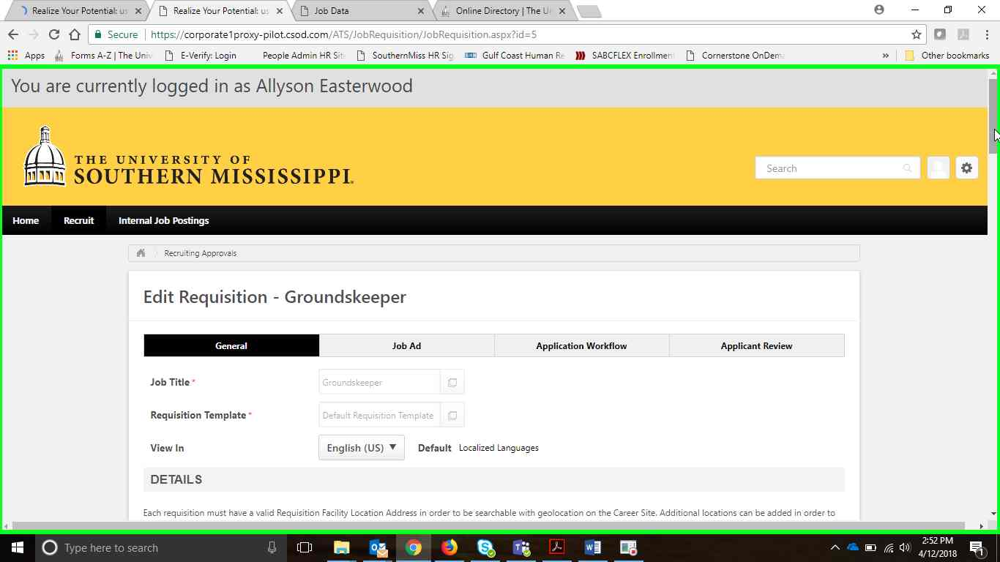 Realize Your Potential: us
Realize Your Potential: us
Job Data
Online Directory | The Un
Secure
https://corporate1proxy-pilot.csod.com/ATS/JobRequisition/JobRequisition.aspx?id=5
Apps
Forms A-Z | The Univ
E-Verify: Login
People Admin HR Site
SouthernMiss HR Sig
Gulf Coast Human Re
SABCFLEX Enrollmen
Cornerstone OnDema
»
Other bookmarks
You are currently logged in as Allyson Easterwood
THE UNIVERSITY OF
SOUTHERN MISSISSIPPI
Search
Home
Recruit
Internal Job Postings
Recruiting Approvals
Edit Requisition - Groundskeeper
General
Job Ad
Application Workflow
Applicant Review
Job Title *
Groundskeeper
Requisition Template *
Default Requisition Template
View In
English (US)
Default
Localized Languages
DETAILS
Each requisition must have a valid Requisition Facility Location Address in order to be searchable with geolocation on the Career Site. Additional locations can be added in order to
Type here to search
2:52 PM
4/12/2018
1